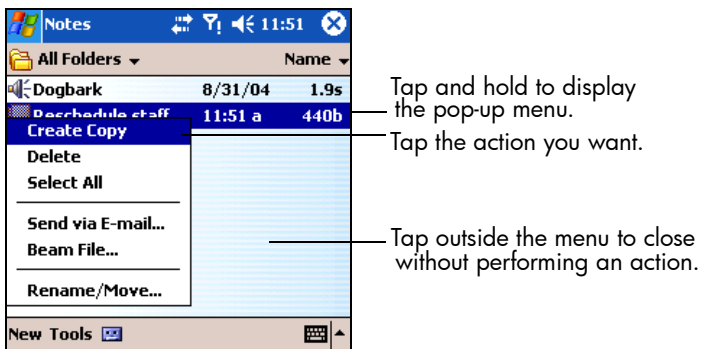 Notes 11:51
All Folders Name
Dogbark 8/31/04 1.9s
Reschedule staff 11:51 a 440b
Create Copy
Delete
Select All
Send via E-mail...
Beam File...
Rename/Move...
New Tools
Tap and hold to display
the pop-up menu.
Tap the action you want.
Tap outside the menu to close
without performing an action.